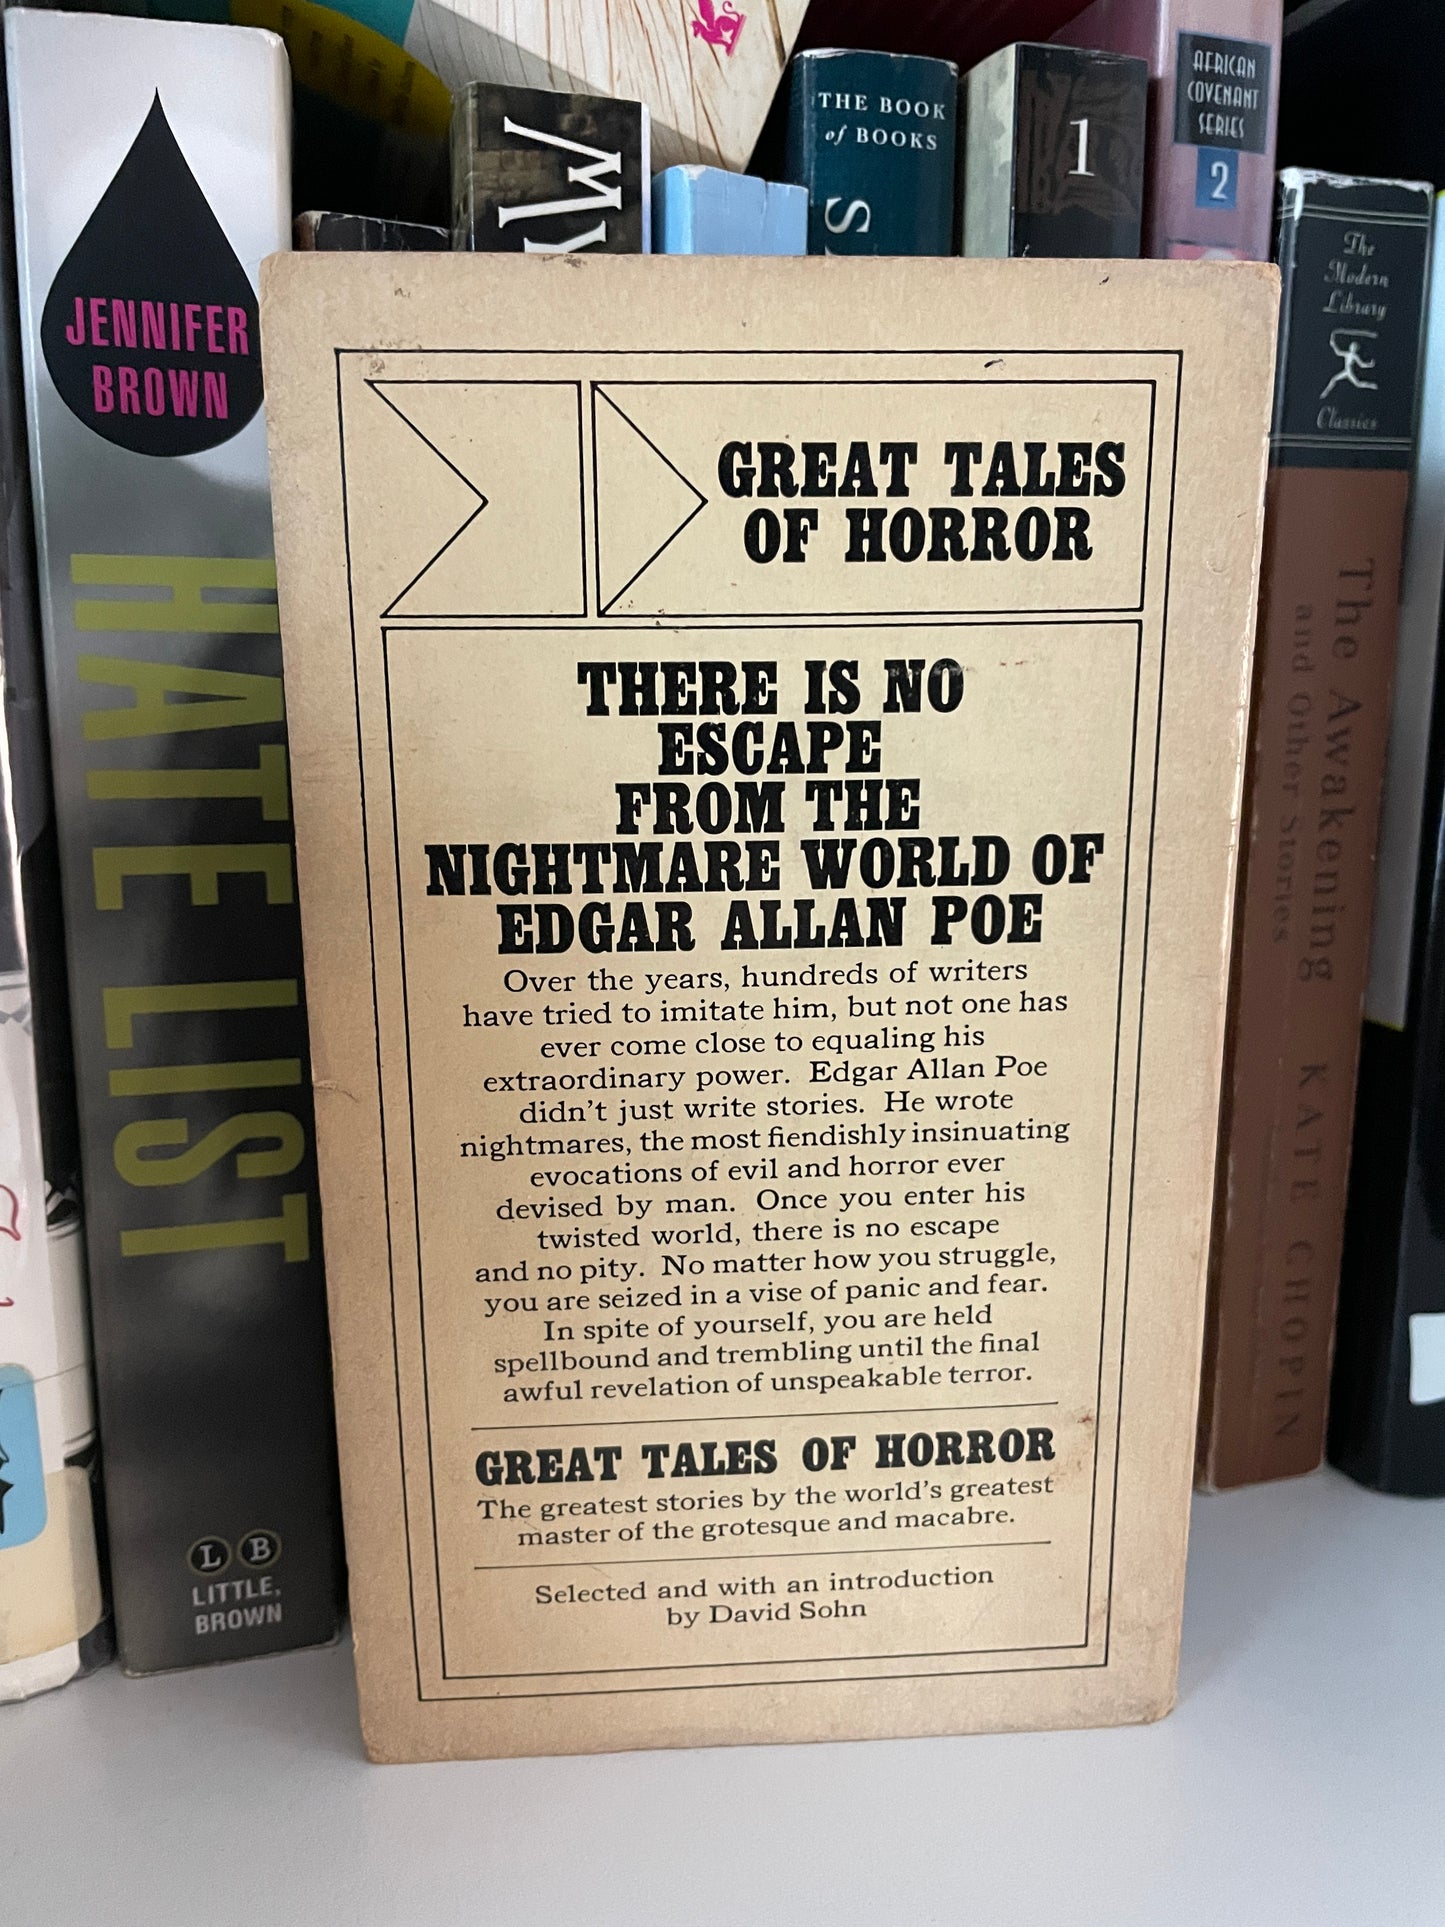 GREAT TALES
OF HORROR
THERE IS NO
ESCAPE
FROM THE
NIGHTMARE WORLD OF
EDGAR ALLAN POE
Over the years, hundreds of writers
have tried to imitate him, but not one has
ever come close to equaling his
extraordinary power. Edgar Allan Poe
didn't just write stories. He wrote
nightmares, the most fiendishly insinuating
evocations of evil and horror ever
devised by man. Once you enter his
twisted world, there is no escape
and no pity. No matter how you struggle,
you are seized in a vise of panic and fear.
In spite of yourself, you are held
spellbound and trembling until the final
awful revelation of unspeakable terror.
GREAT TALES OF HORROR
The greatest stories by the world's greatest
master of the grotesque and macabre.
Selected and with an introduction
by David Sohn
JENNIFER
BROWN
HATE LIST
L B
LITTLE,
BROWN
THE BOOK
of BOOKS
1
AFRICAN
COVENANT
SERIES
2
The
Modern
Library
Classics
The Awakening
and Other Stories
KATE CHOPIN